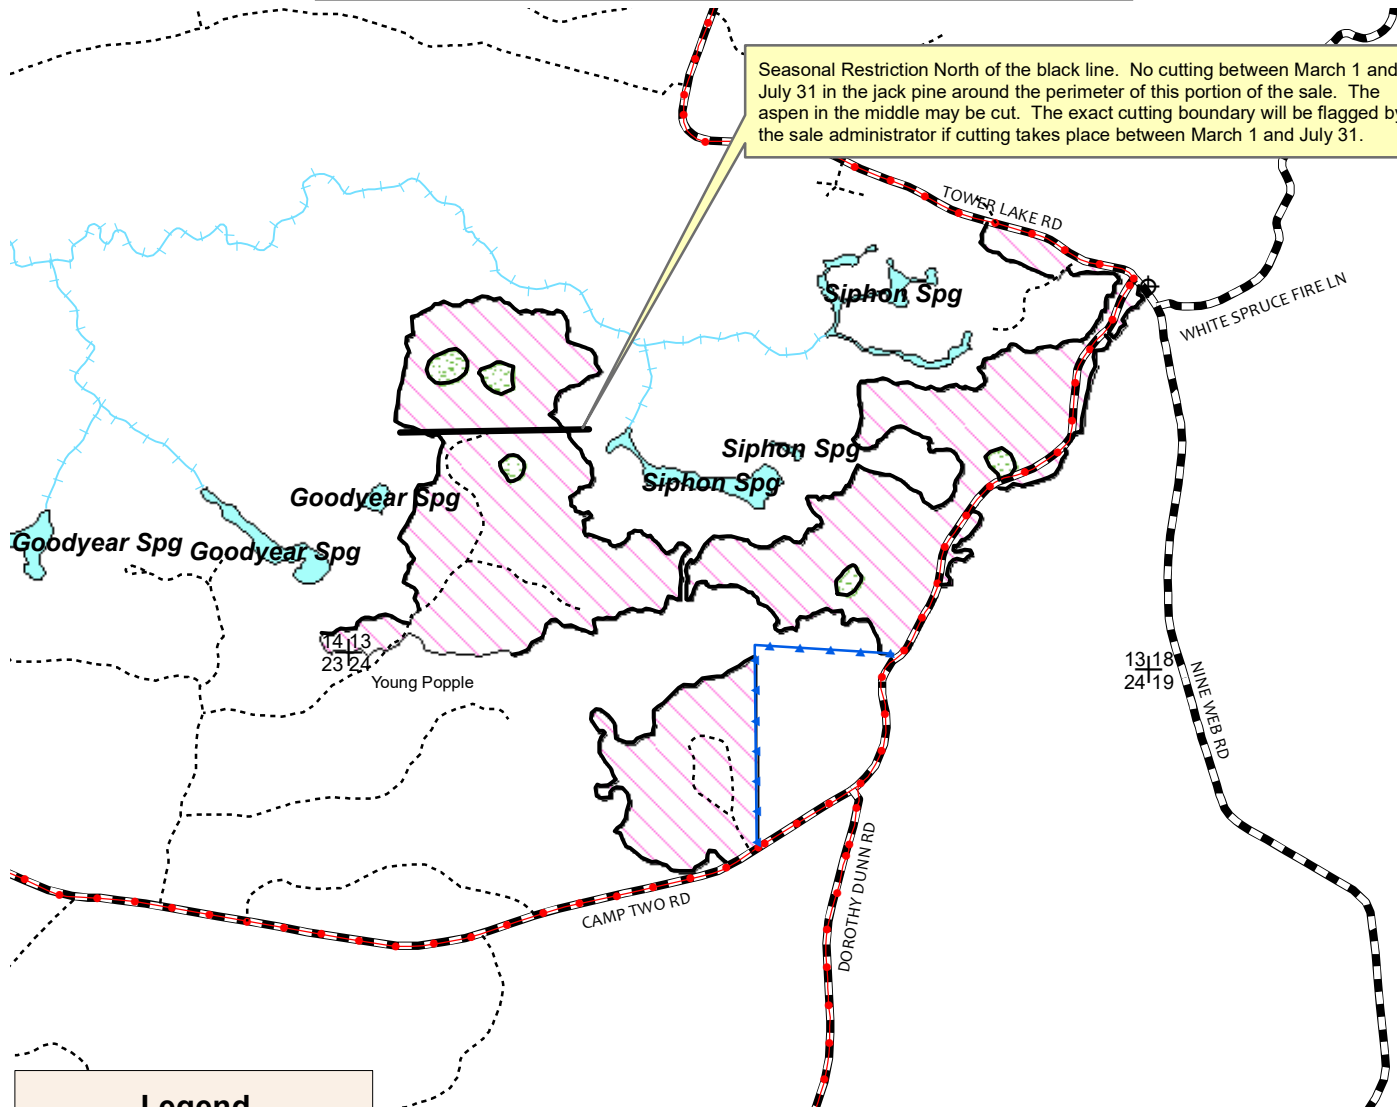 Seasonal Restriction North of the black line. No cutting between March 1 and
July 31 in the jack pine around the perimeter of this portion of the sale. The
aspen in the middle may be cut. The exact cutting boundary will be flagged by
the sale administrator if cutting takes place between March 1 and July 31.
TOWER LAKE RD
Siphon Spg
WHITE SPRUCE FIRE LN
Siphon Spg
Siphon Spg
Goodyear Spg
Goodyear Spg
Goodyear Spg
14 13
23 24
Young Popple
13 18
24 19
NINE WEB RD
DOROTHY DUNN RD
CAMP TWO RD
Legend